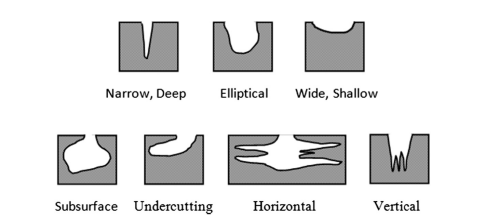 Narrow, Deep Elliptical Wide, Shallow
Subsurface Undercutting Horizontal Vertical